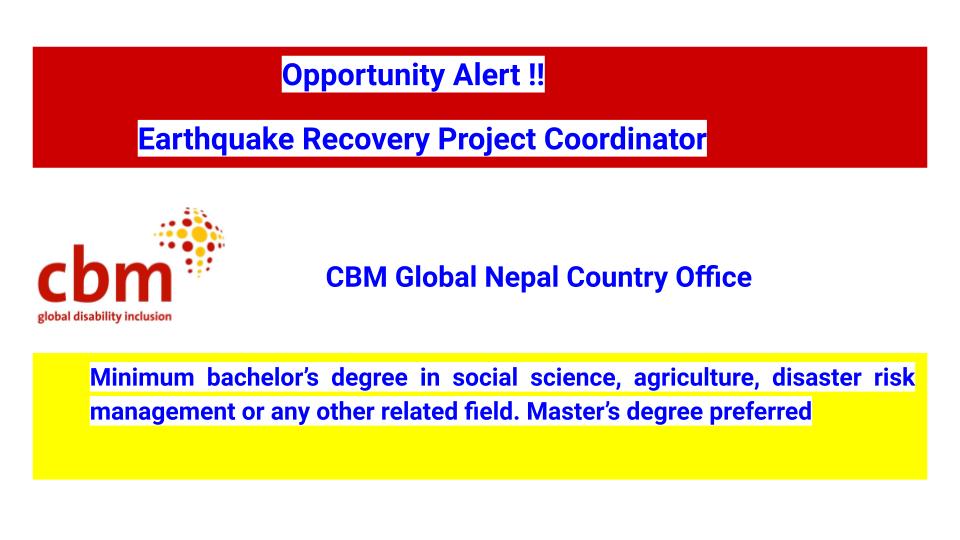 Opportunity Alert !!
Earthquake Recovery Project Coordinator
cbm
global disability inclusion
CBM Global Nepal Country Office
Minimum bachelor’s degree in social science, agriculture, disaster risk
management or any other related field. Master’s degree preferred